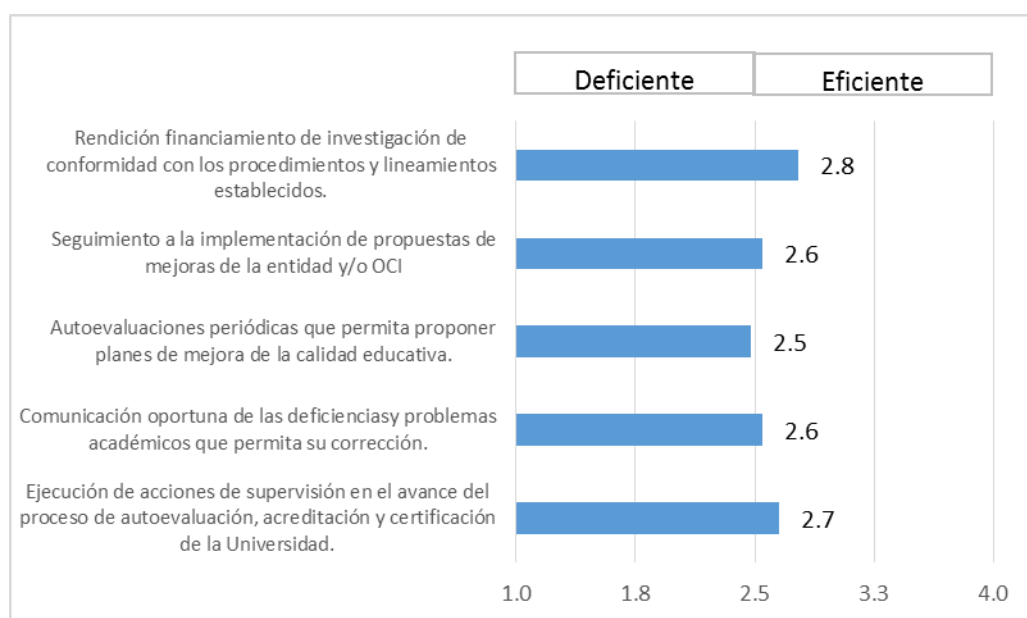 Deficiente Eficiente
Rendición financiamiento de investigación de
conformidad con los procedimientos y lineamientos
establecidos.
2.8
Seguimiento a la implementación de propuestas de
mejoras de la entidad y/o OCI
2.6
Autoevaluaciones periódicas que permita proponer
planes de mejora de la calidad educativa.
2.5
Comunicación oportuna de las deficienciasy problemas
académicos que permita su corrección.
2.6
Ejecución de acciones de supervisión en el avance del
proceso de autoevaluación, acreditación y certificación
de la Universidad.
2.7
1.0 1.8 2.5 3.3 4.0